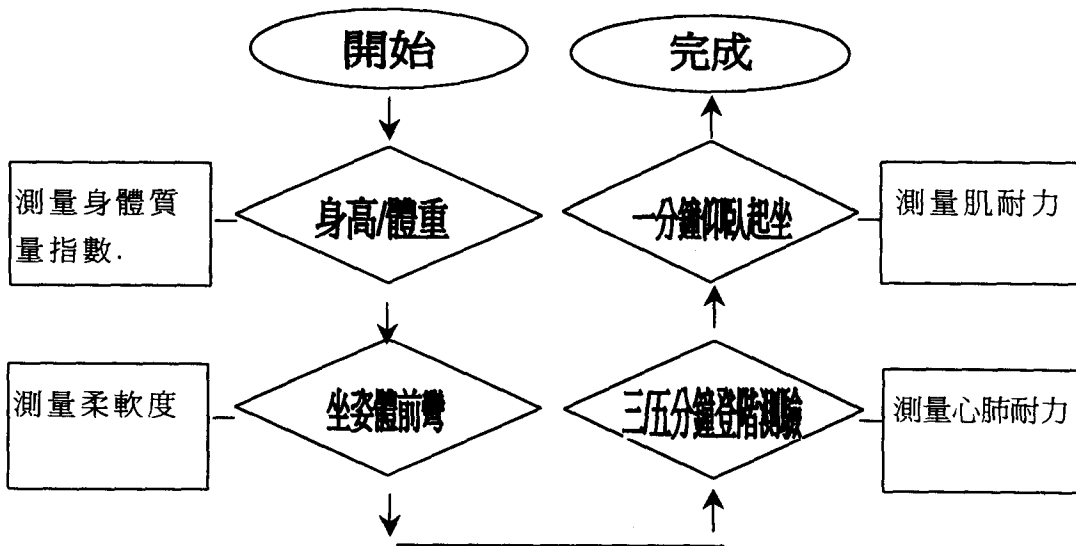 開始
完成
測量身體質
量指數.
身高/體重
一分鐘仰臥起坐
測量肌耐力
測量柔軟度
坐姿體前彎
三/五分鐘登階測驗
測量心肺耐力